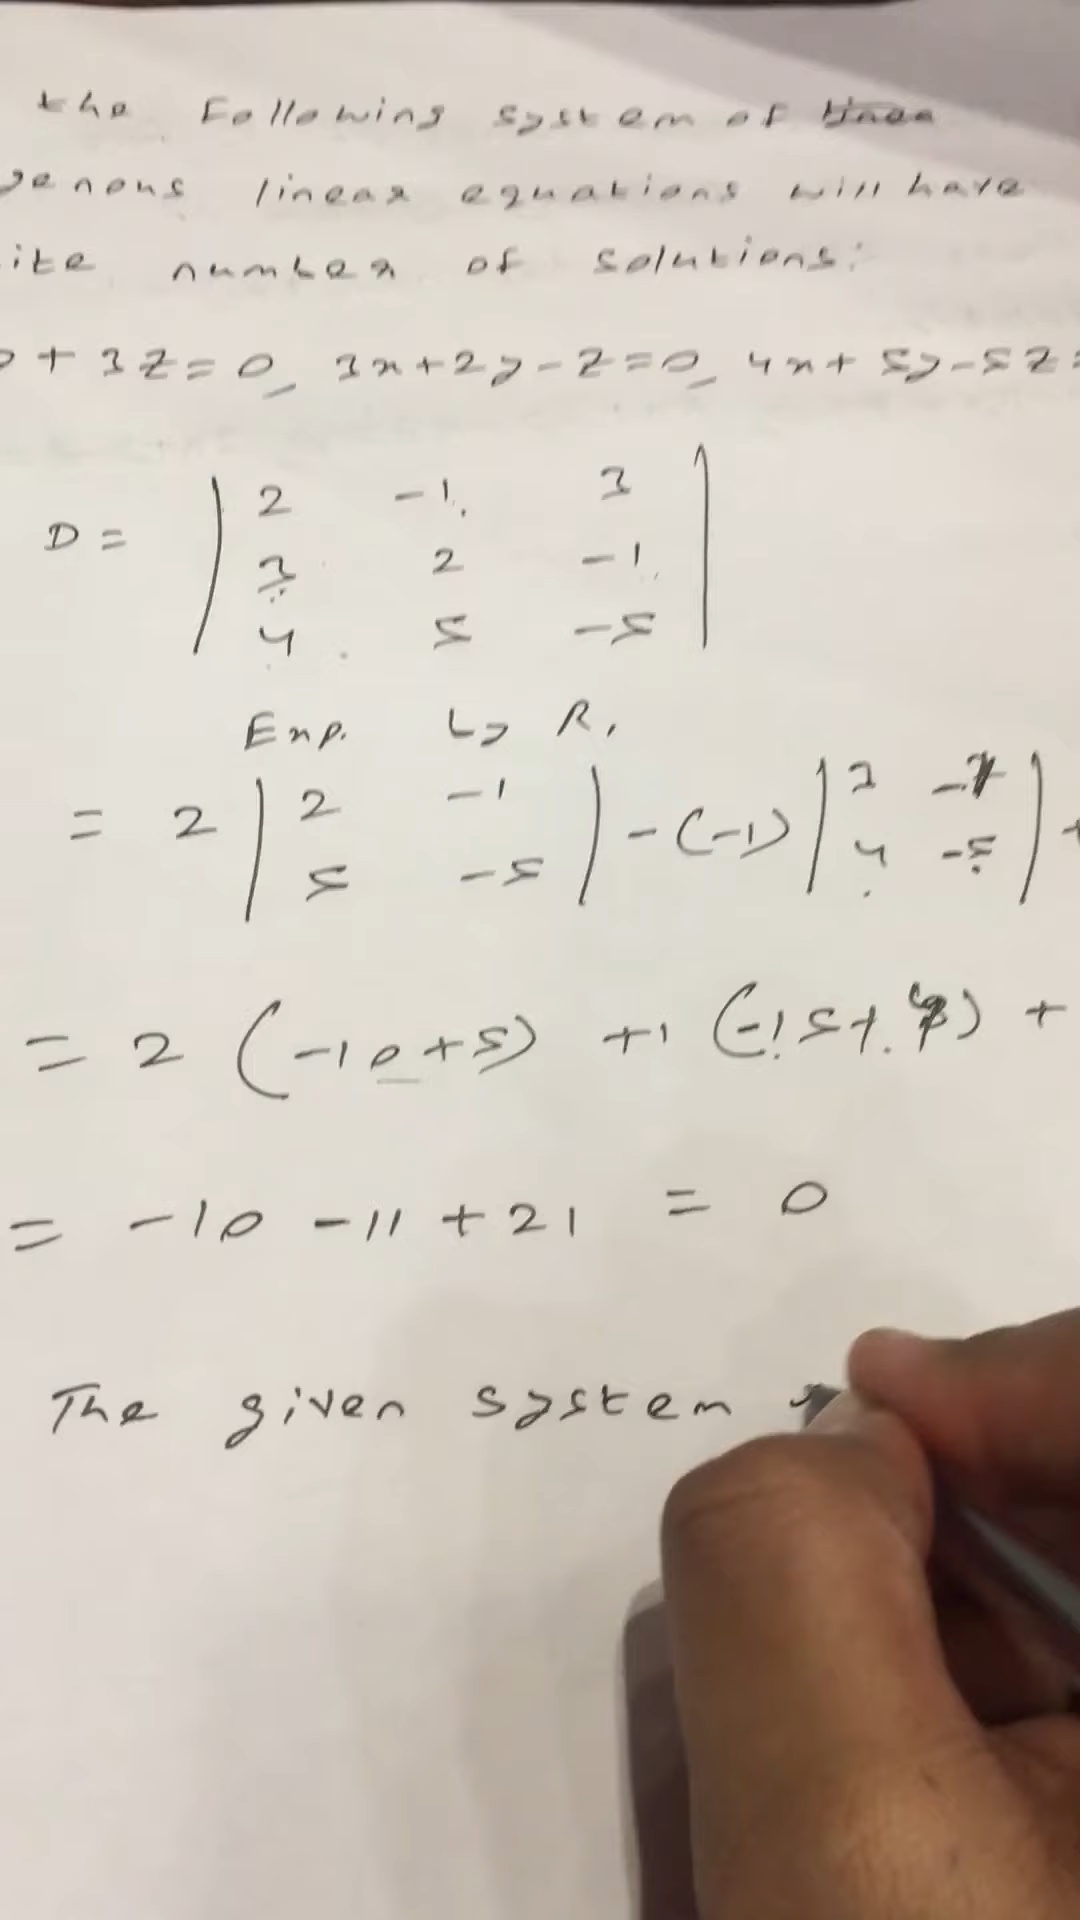 the following system of
genous linear equations will have
ite number of solutions:
+ 3z = 0, 3x + 2y - z = 0, 4x + 5y - 5z =
D = | 2 -1 3 |
3 2 -1
4 5 -5
Exp. by R₁
= 2 | 2 -1 | - (-1) | 3 -1 | +
5 -5 4 -5
= 2 (-10+5) +1 (-15+4) +
= -10 - 11 + 21 = 0
The given system